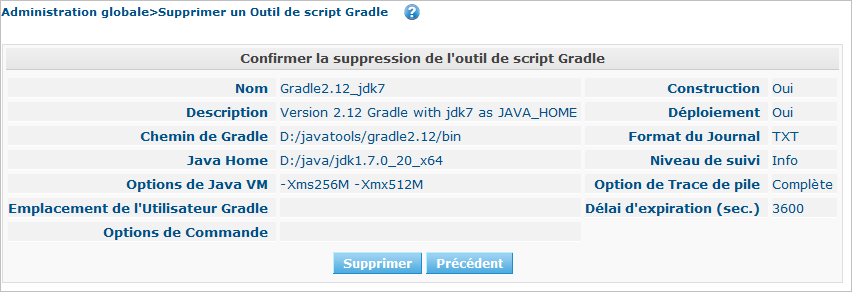 Administration globale>Supprimer un Outil de script Gradle ?
Confirmer la suppression de l'outil de script Gradle
Nom Gradle2.12_jdk7 Construction Oui
Description Version 2.12 Gradle with jdk7 as JAVA_HOME Déploiement Oui
Chemin de Gradle D:/javatools/gradle2.12/bin Format du Journal TXT
Java Home D:/java/jdk1.7.0_20_x64 Niveau de suivi Info
Options de Java VM -Xms256M -Xmx512M Option de Trace de pile Complète
Emplacement de l'Utilisateur Gradle Délai d'expiration (sec.) 3600
Options de Commande
Supprimer Précédent